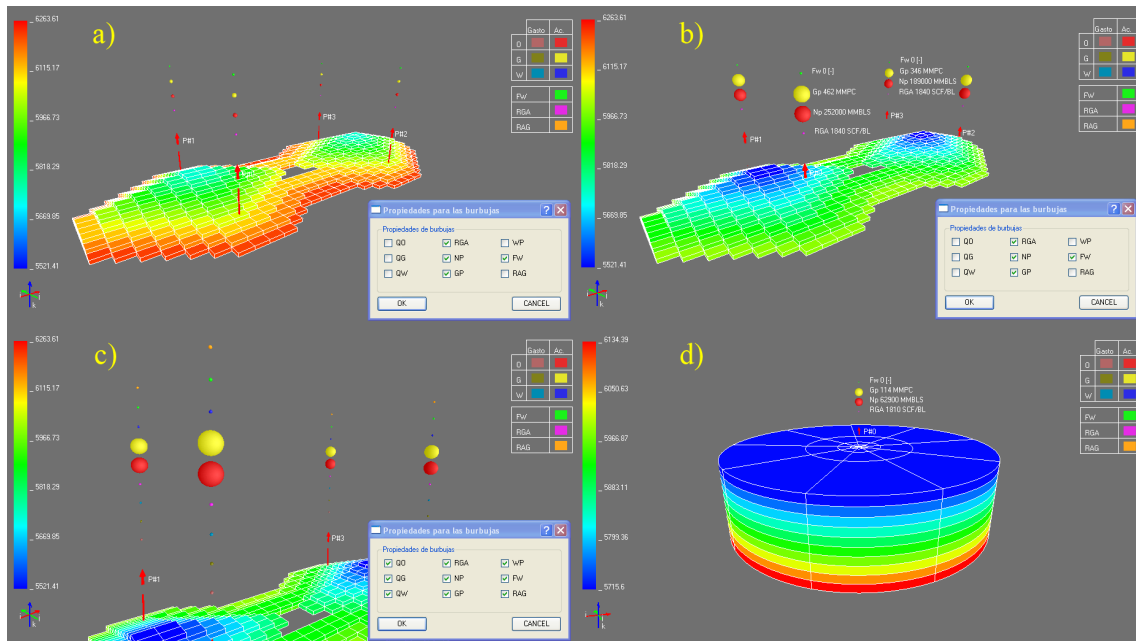 a)
6263.61
6115.17
5966.73
5818.29
5669.85
5521.41
k
Gasto Ac.
O
G
W
FW
RGA
RAG
P#1
P#3
P#2
Propiedades para las burbujas
Propiedades de burbujas
QO RGA WP
QG NP FW
QW GP RAG
OK CANCEL
b)
6263.61
6115.17
5966.73
5818.29
5669.85
5521.41
k
Gasto Ac.
O
G
W
FW
RGA
RAG
Fw 0 [-]
Gp 462 MMPC
Np 252000 MMBLS
RGA 1840 SCF/BL
Fw 0 [-]
Gp 346 MMPC
Np 189000 MMBLS
RGA 1840 SCF/BL
P#1
P#3
P#2
Propiedades para las burbujas
Propiedades de burbujas
QO RGA WP
QG NP FW
QW GP RAG
OK CANCEL
c)
6263.61
6115.17
5966.73
5818.29
5669.85
5521.41
k
Gasto Ac.
O
G
W
FW
RGA
RAG
P#1
P#3
Propiedades para las burbujas
Propiedades de burbujas
QO RGA WP
QG NP FW
QW GP RAG
OK CANCEL
d)
6134.39
6050.63
5966.87
5883.11
5799.36
5715.6
k
Gasto Ac.
O
G
W
FW
RGA
RAG
Fw 0 [-]
Gp 114 MMPC
Np 62900 MMBLS
RGA 1810 SCF/BL
P#0